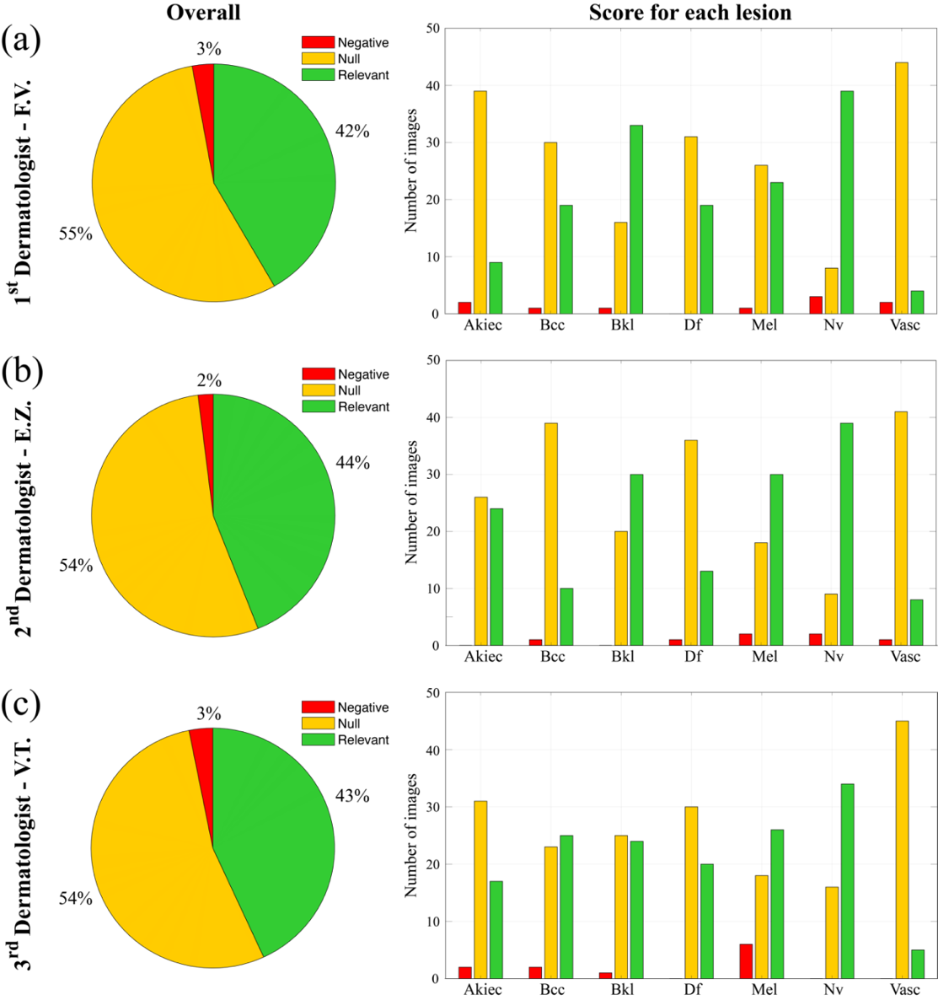 Overall
Score for each lesion
(a)
1st Dermatologist - F.V.
3%
42%
55%
Negative
Null
Relevant
Number of images
50
40
30
20
10
0
Akiec Bcc Bkl Df Mel Nv Vasc
(b)
2nd Dermatologist - E.Z.
2%
44%
54%
Negative
Null
Relevant
Number of images
50
40
30
20
10
0
Akiec Bcc Bkl Df Mel Nv Vasc
(c)
3rd Dermatologist - V.T.
3%
43%
54%
Negative
Null
Relevant
Number of images
50
40
30
20
10
0
Akiec Bcc Bkl Df Mel Nv Vasc